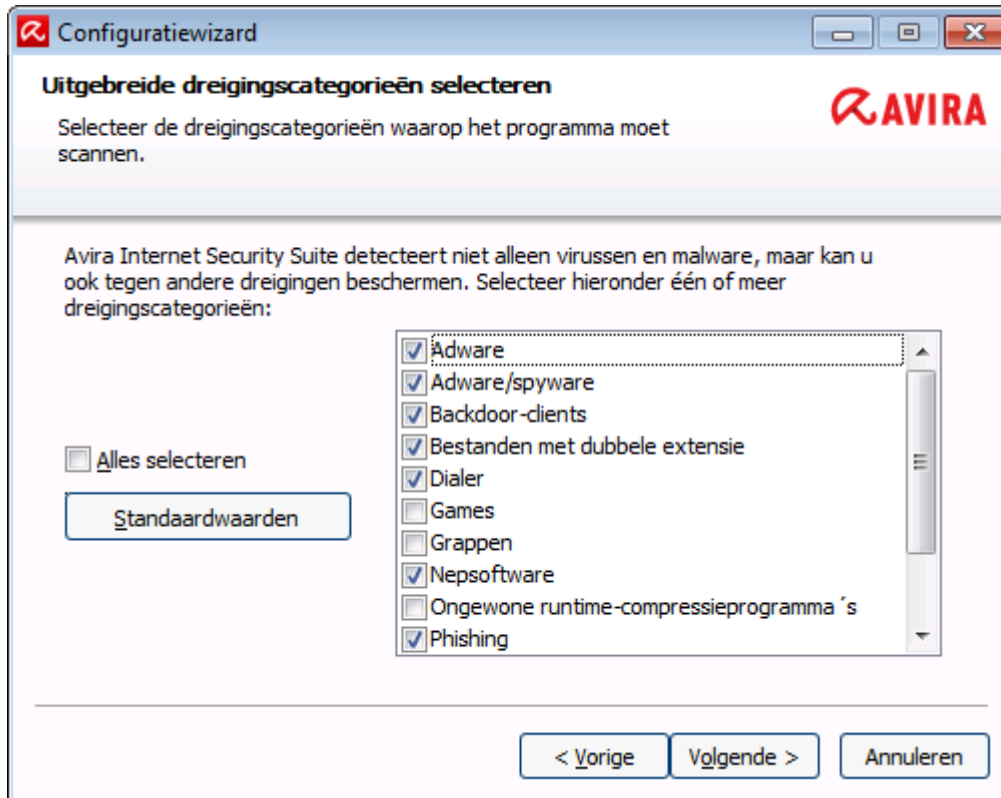 Configuratiewizard
Uitgebreide dreigingscategorieën selecteren
Selecteer de dreigingscategorieën waarop het programma moet
scannen.
AVIRA
Avira Internet Security Suite detecteert niet alleen virussen en malware, maar kan u
ook tegen andere dreigingen beschermen. Selecteer hieronder één of meer
dreigingscategorieën:
Alles selecteren
Standaardwaarden
Adware
Adware/spyware
Backdoor-clients
Bestanden met dubbele extensie
Dialer
Games
Grappen
Nepsoftware
Ongewone runtime-compressieprogramma´s
Phishing
< Vorige
Volgende >
Annuleren